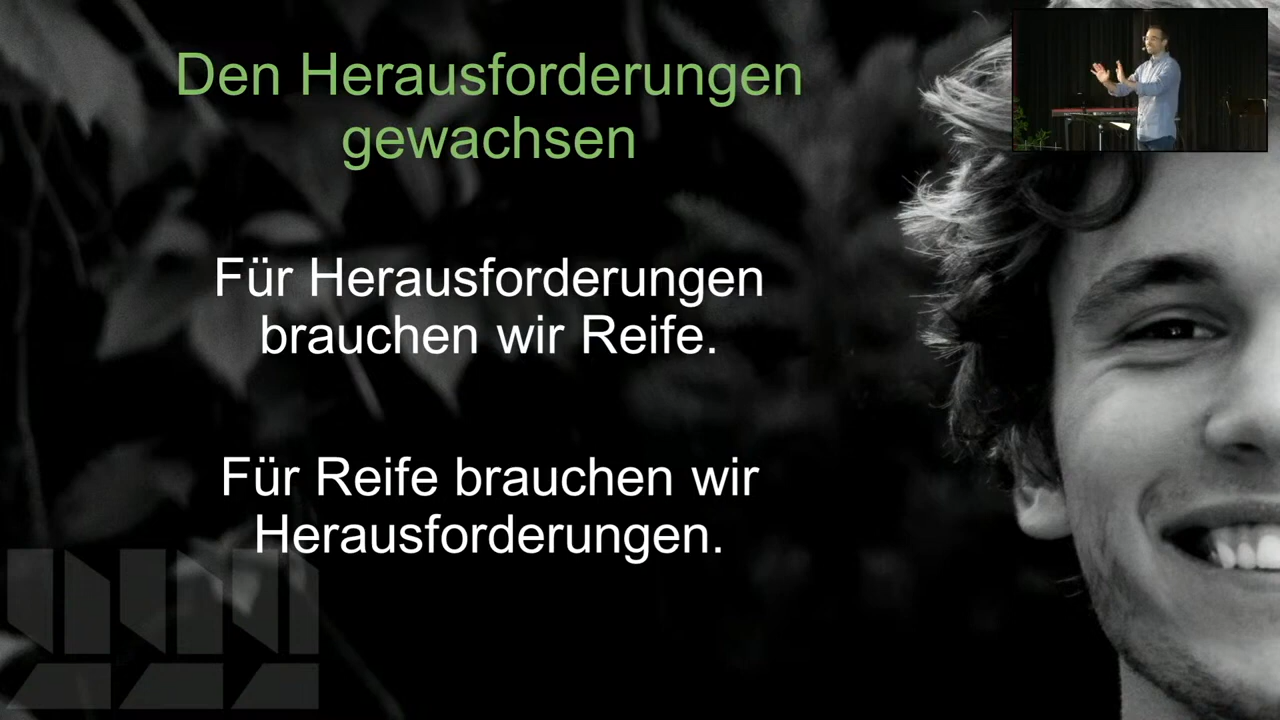 Den Herausforderungen
gewachsen
Für Herausforderungen
brauchen wir Reife.
Für Reife brauchen wir
Herausforderungen.